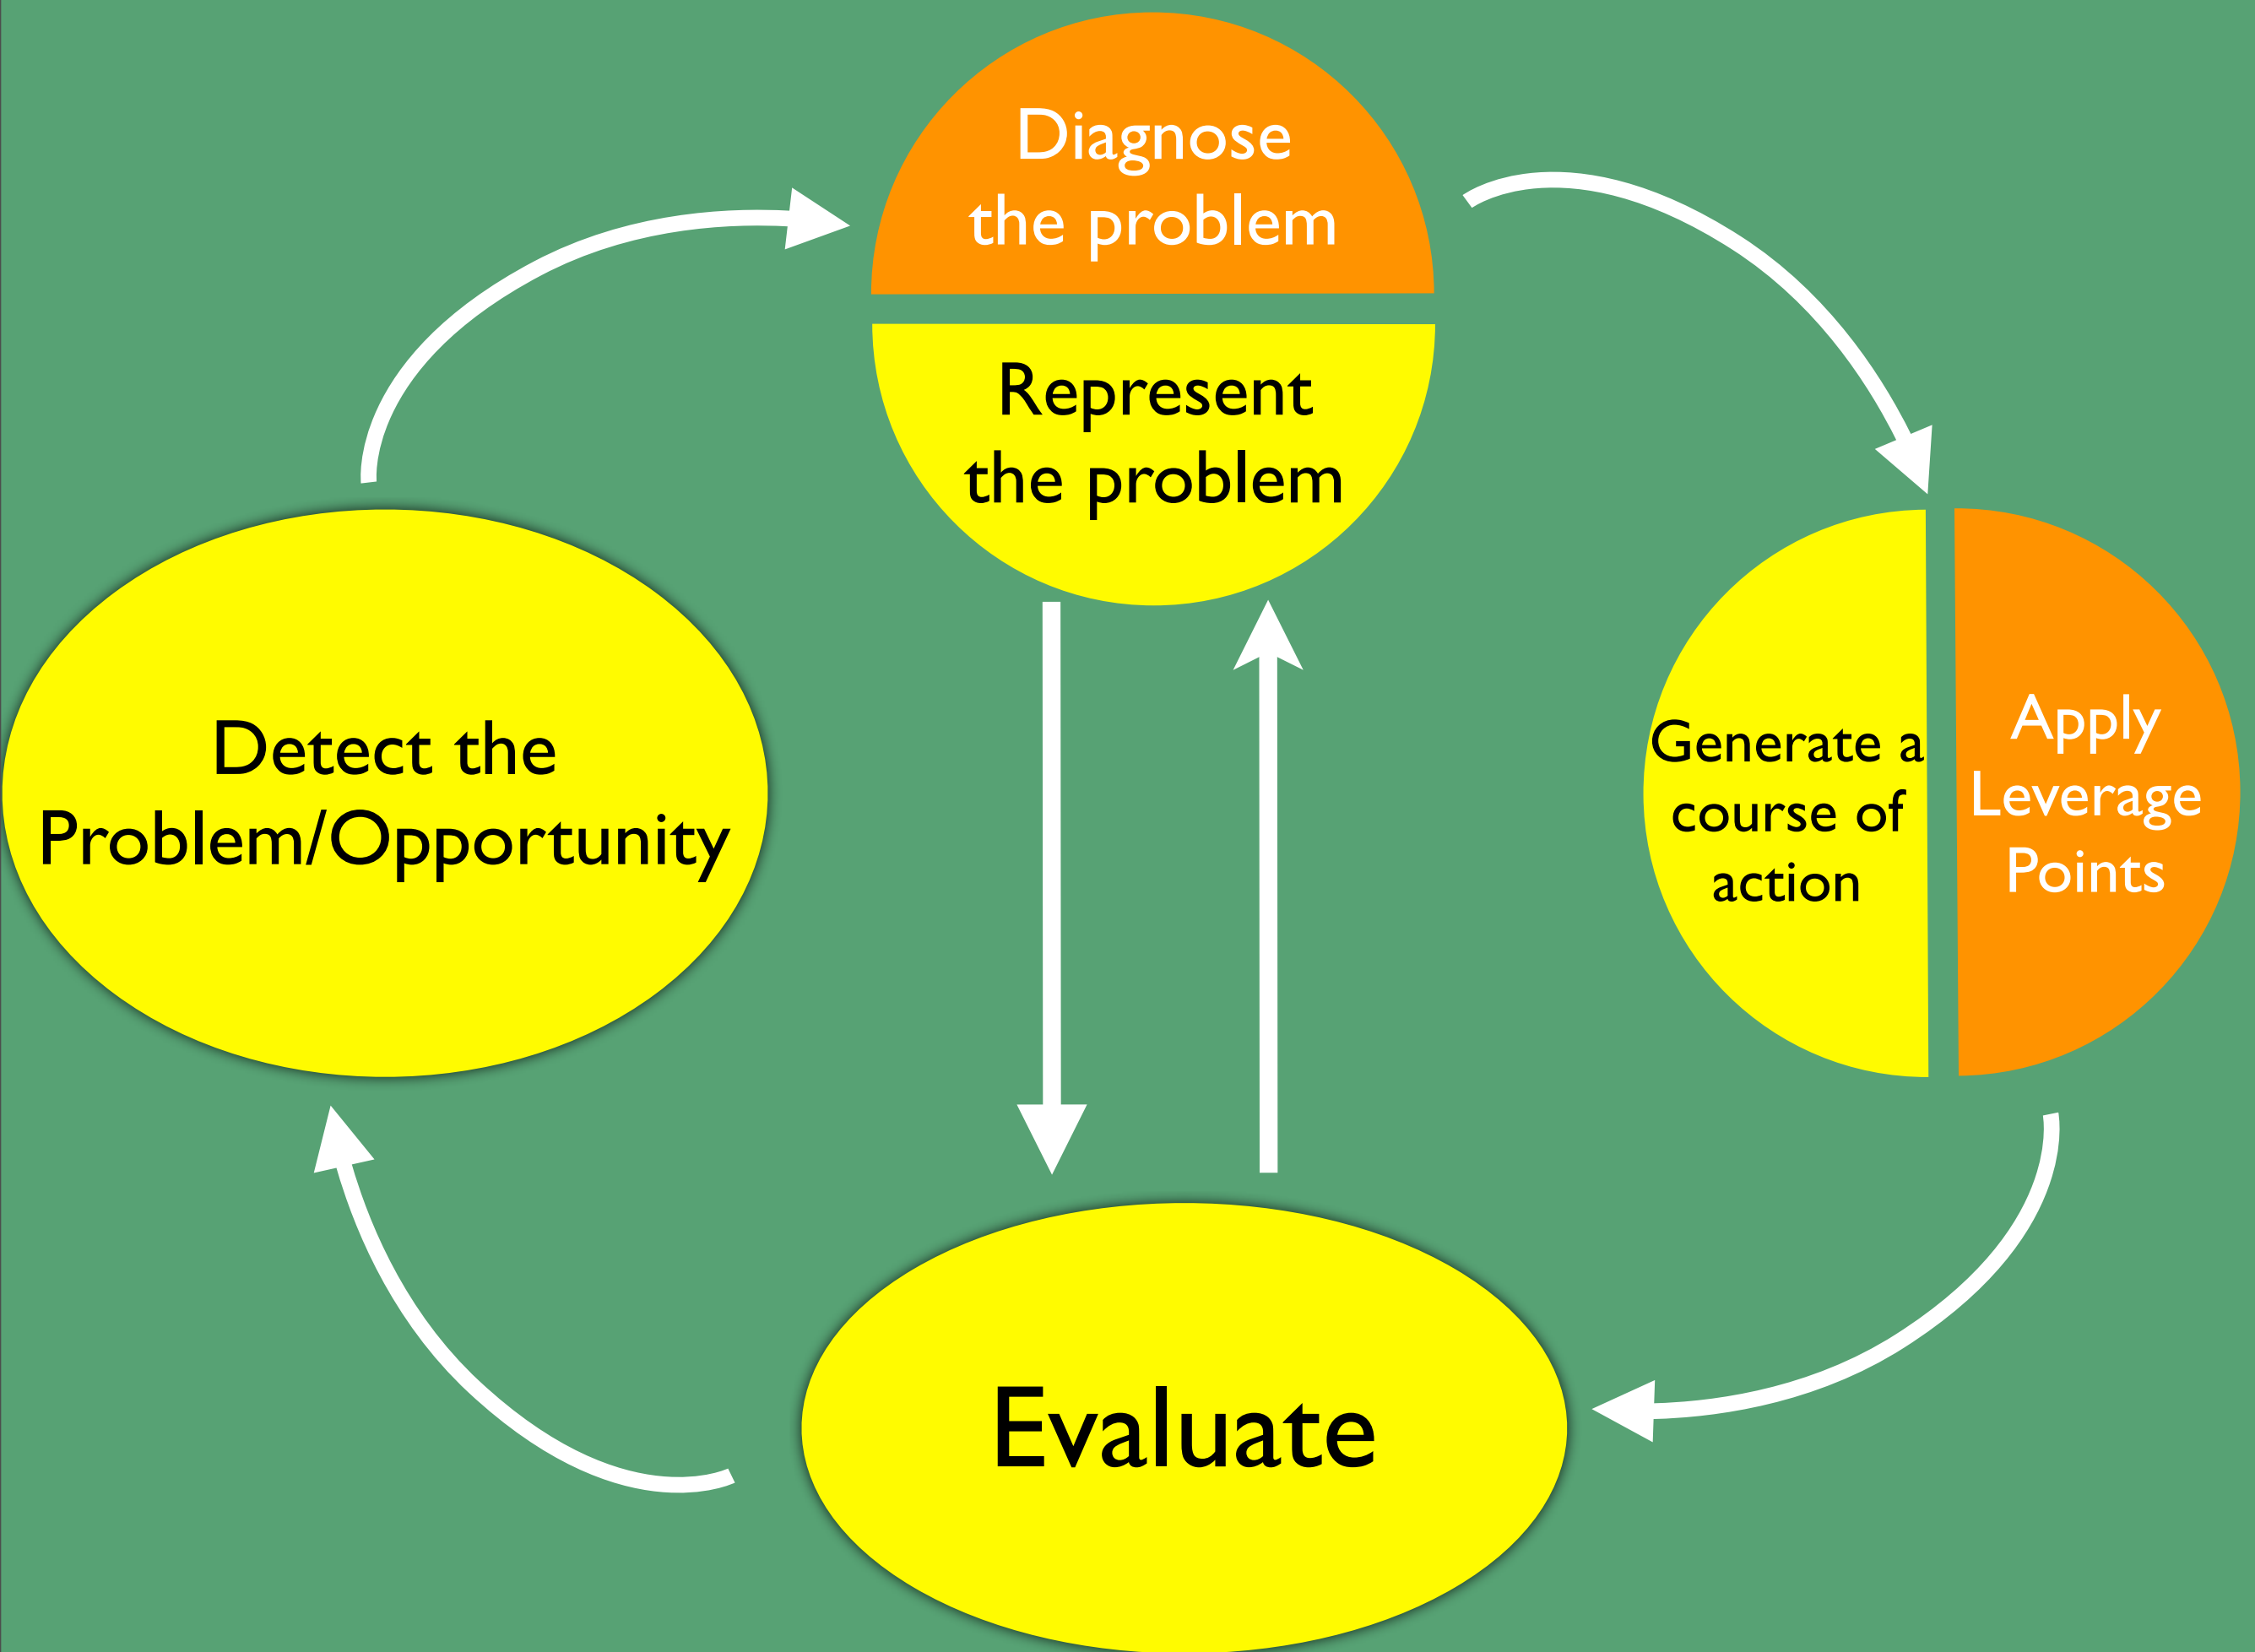 Diagnose
the problem
Represent
the problem
Detect the
Problem/Opportunity
Generate a
course of
action
Apply
Leverage
Points
Evaluate